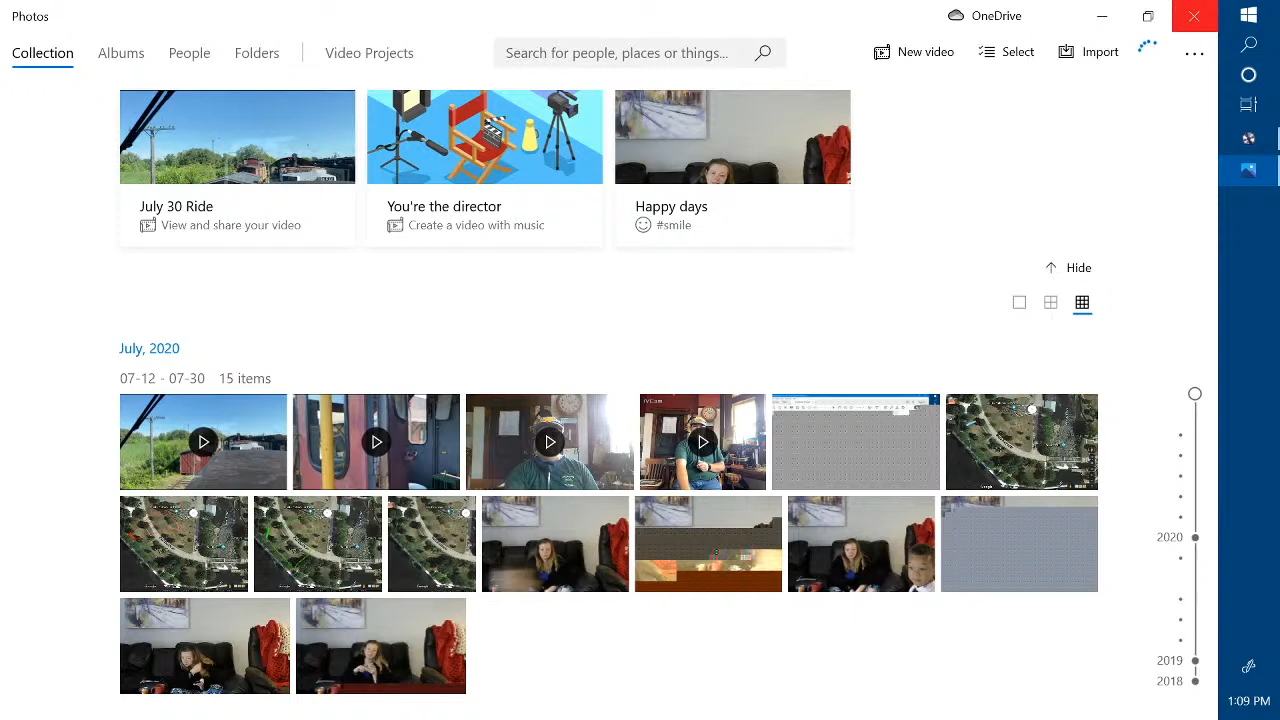 Photos
OneDrive
Collection Albums People Folders Video Projects
Search for people, places or things...
New video Select Import
July 30 Ride
View and share your video
You're the director
Create a video with music
Happy days
#smile
Hide
July, 2020
07-12 - 07-30 15 items
iVCam
2020
2019
2018
1:09 PM